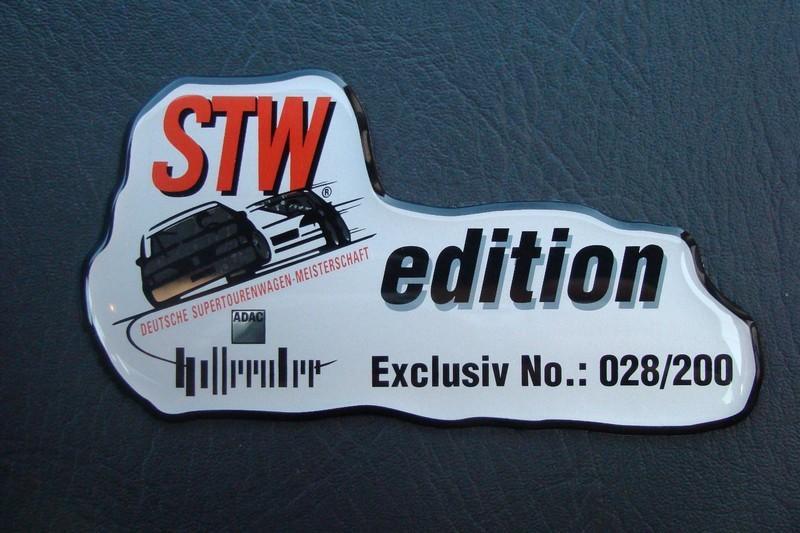 STW
®
edition
DEUTSCHE SUPERTOURENWAGEN-MEISTERSCHAFT
ADAC
Exclusiv No.: 028/200